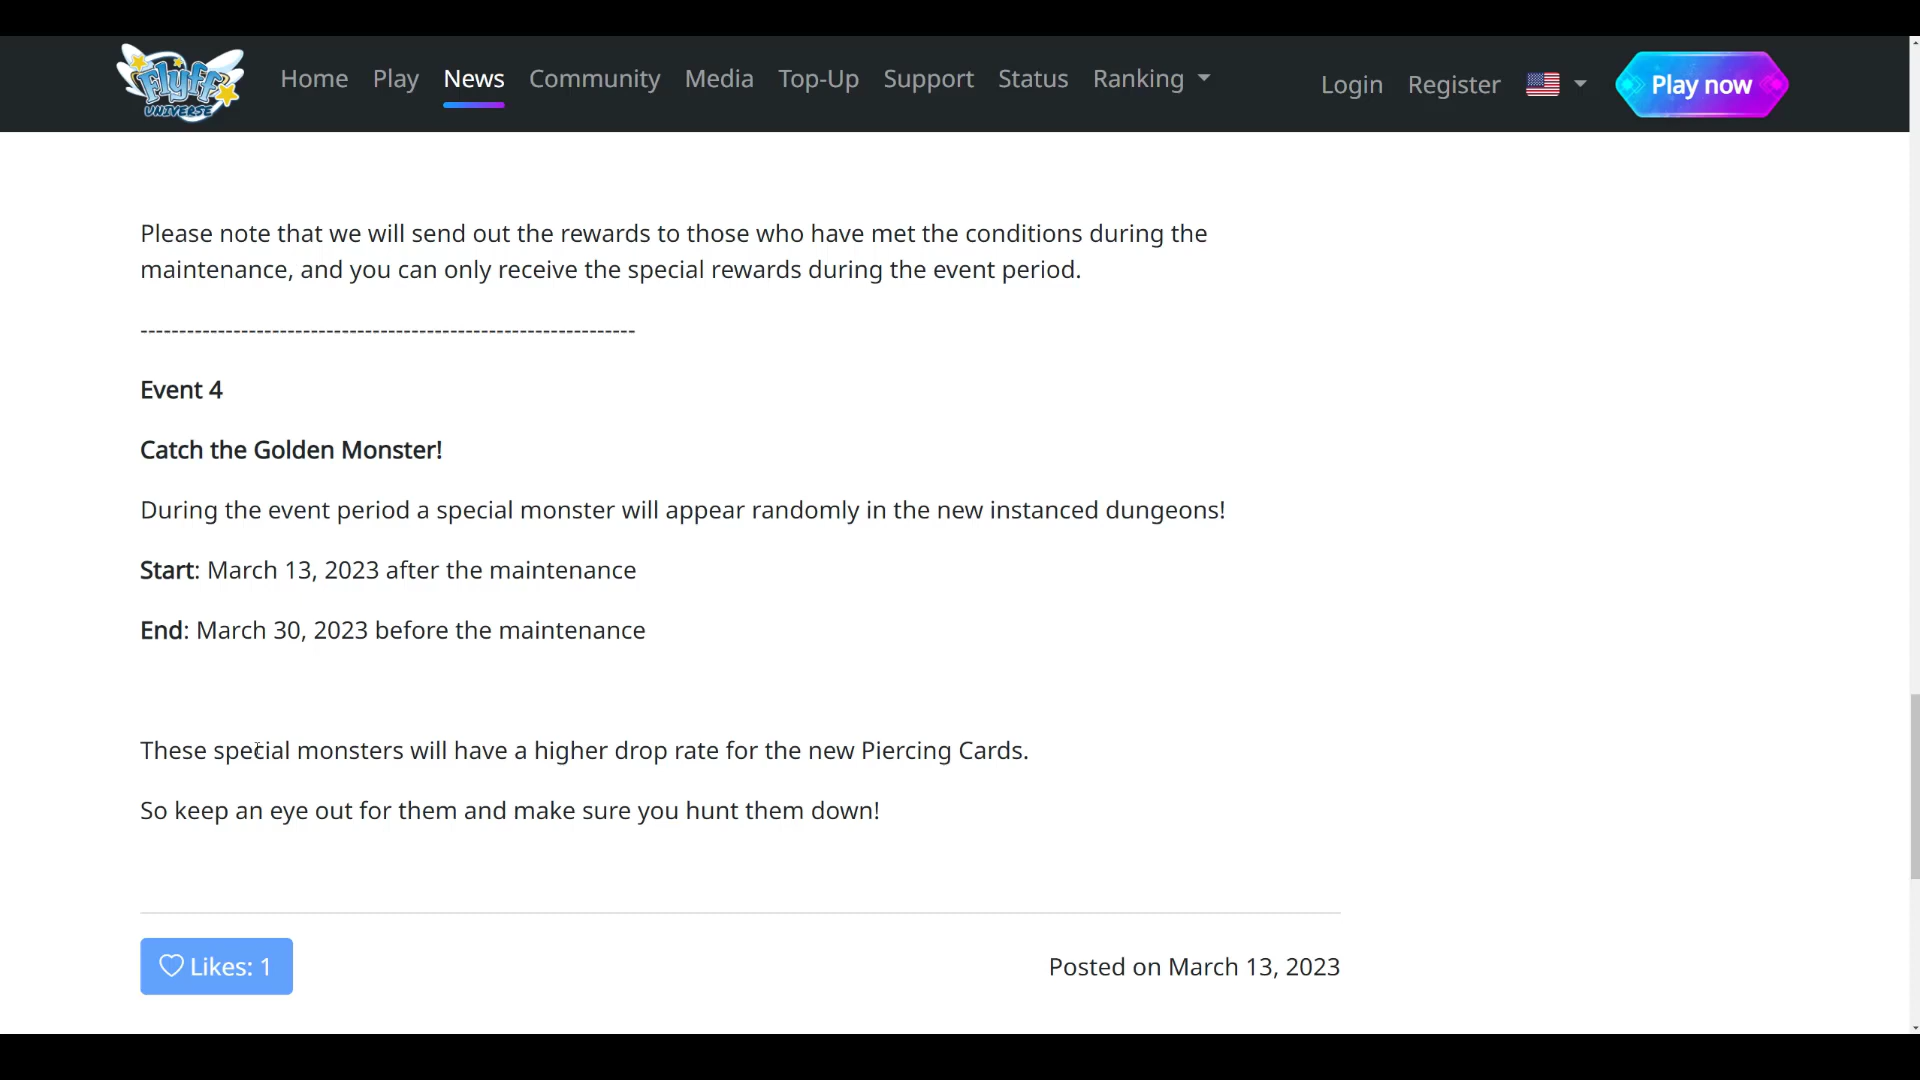 Flyff
UNIVERSE
Home Play News Community Media Top-Up Support Status Ranking Login Register Play now
Please note that we will send out the rewards to those who have met the conditions during the
maintenance, and you can only receive the special rewards during the event period.
------------------------------------------------------------------
Event 4
Catch the Golden Monster!
During the event period a special monster will appear randomly in the new instanced dungeons!
Start: March 13, 2023 after the maintenance
End: March 30, 2023 before the maintenance
These special monsters will have a higher drop rate for the new Piercing Cards.
So keep an eye out for them and make sure you hunt them down!
Likes: 1
Posted on March 13, 2023